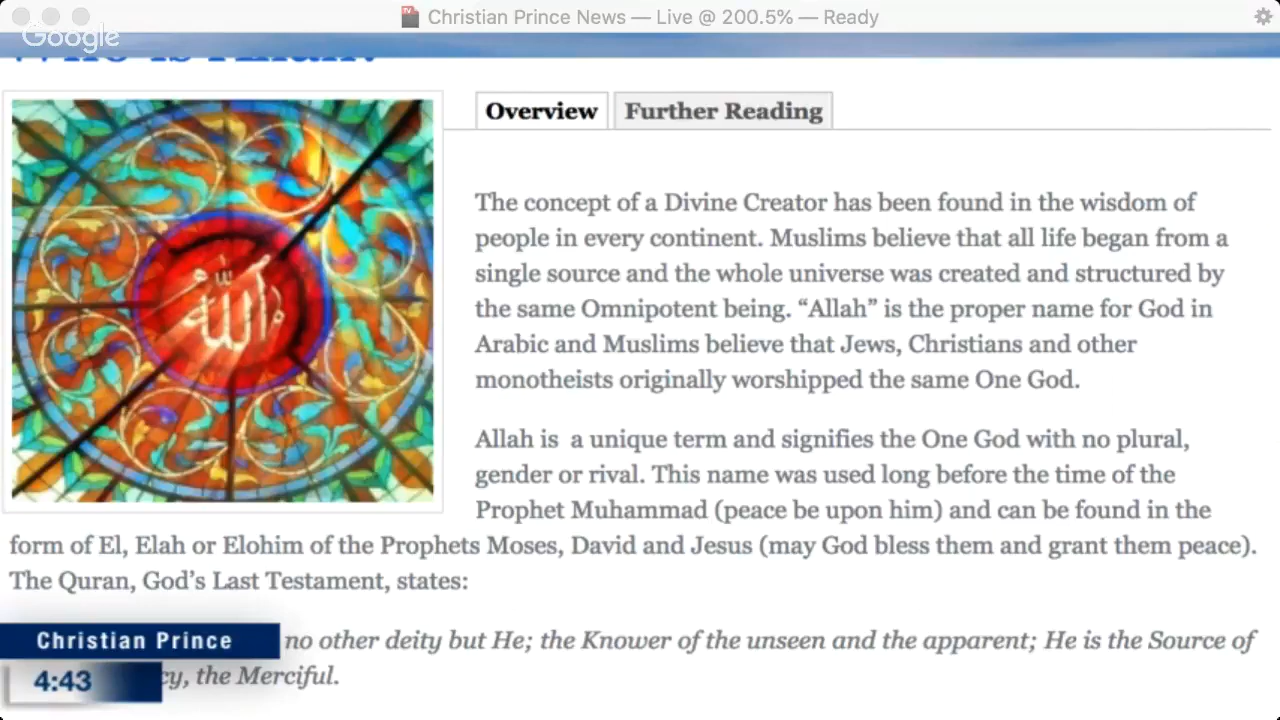 Christian Prince News — Live @ 200.5% — Ready
Google
Who is Allah?
Overview
Further Reading
الله
The concept of a Divine Creator has been found in the wisdom of
people in every continent. Muslims believe that all life began from a
single source and the whole universe was created and structured by
the same Omnipotent being. “Allah” is the proper name for God in
Arabic and Muslims believe that Jews, Christians and other
monotheists originally worshipped the same One God.
Allah is a unique term and signifies the One God with no plural,
gender or rival. This name was used long before the time of the
Prophet Muhammad (peace be upon him) and can be found in the
form of El, Elah or Elohim of the Prophets Moses, David and Jesus (may God bless them and grant them peace).
The Quran, God’s Last Testament, states:
no other deity but He; the Knower of the unseen and the apparent; He is the Source of
cy, the Merciful.
Christian Prince
4:43